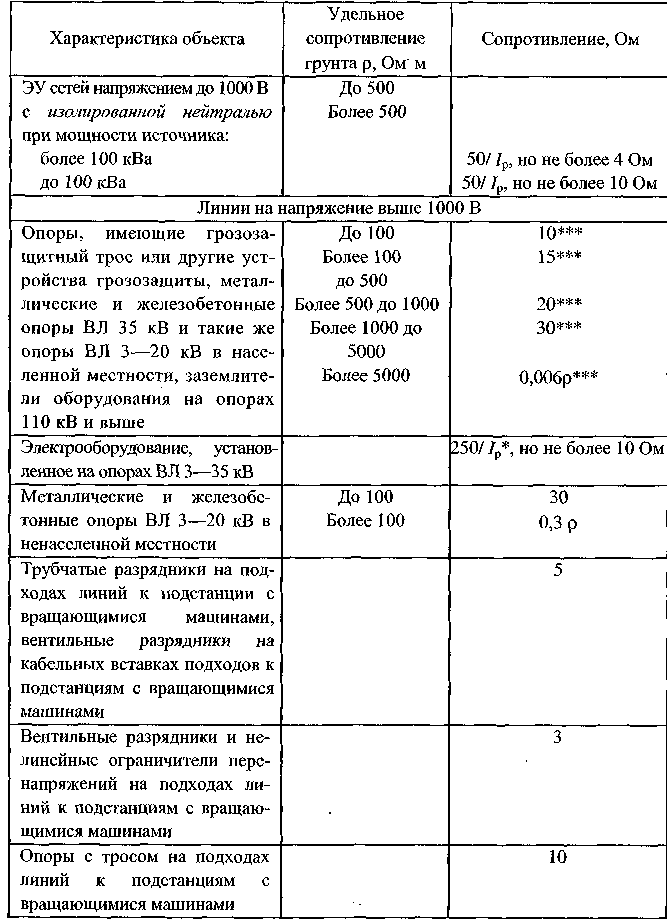 Характеристика объекта
Удельное
сопротивление
грунта ρ, Ом· м
Сопротивление, Ом
ЭУ сетей напряжением до 1000 В
с изолированной нейтралью
при мощности источника:
более 100 кВа
до 100 кВа
До 500
Более 500
50/ Iр, но не более 4 Ом
50/ Iр, но не более 10 Ом
Линии на напряжение выше 1000 В
Опоры, имеющие грозоза-
щитный трос или другие уст-
ройства грозозащиты, метал-
лические и железобетонные
опоры ВЛ 35 кВ и такие же
опоры ВЛ 3—20 кВ в насе-
ленной местности, заземлите-
ли оборудования на опорах
110 кВ и выше
До 100
Более 100
до 500
Более 500 до 1000
Более 1000 до
5000
Более 5000
10***
15***
20***
30***
0,006ρ***
Электрооборудование, установ-
ленное на опорах ВЛ 3—35 кВ
250/ Iр*, но не более 10 Ом
Металлические и железобе-
тонные опоры ВЛ 3—20 кВ в
ненаселенной местности
До 100
Более 100
30
0,3 ρ
Трубчатые разрядники на под-
ходах линий к подстанции с
вращающимися машинами,
вентильные разрядники на
кабельных вставках подходов к
подстанциям с вращающимися
машинами
5
Вентильные разрядники и не-
линейные ограничители пере-
напряжений на подходах ли-
ний к подстанциям с вращаю-
щимися машинами
3
Опоры с тросом на подходах
линий к подстанциям с
вращающимися машинами
10